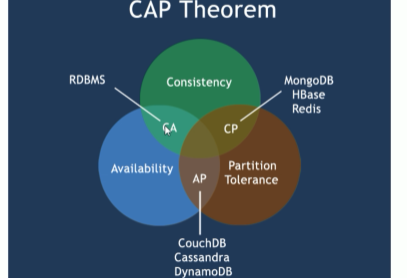 CAP Theorem
RDBMS
Consistency
MongoDB
HBase
Redis
CA
CP
Availability
Partition
Tolerance
AP
CouchDB
Cassandra
DynamoDB